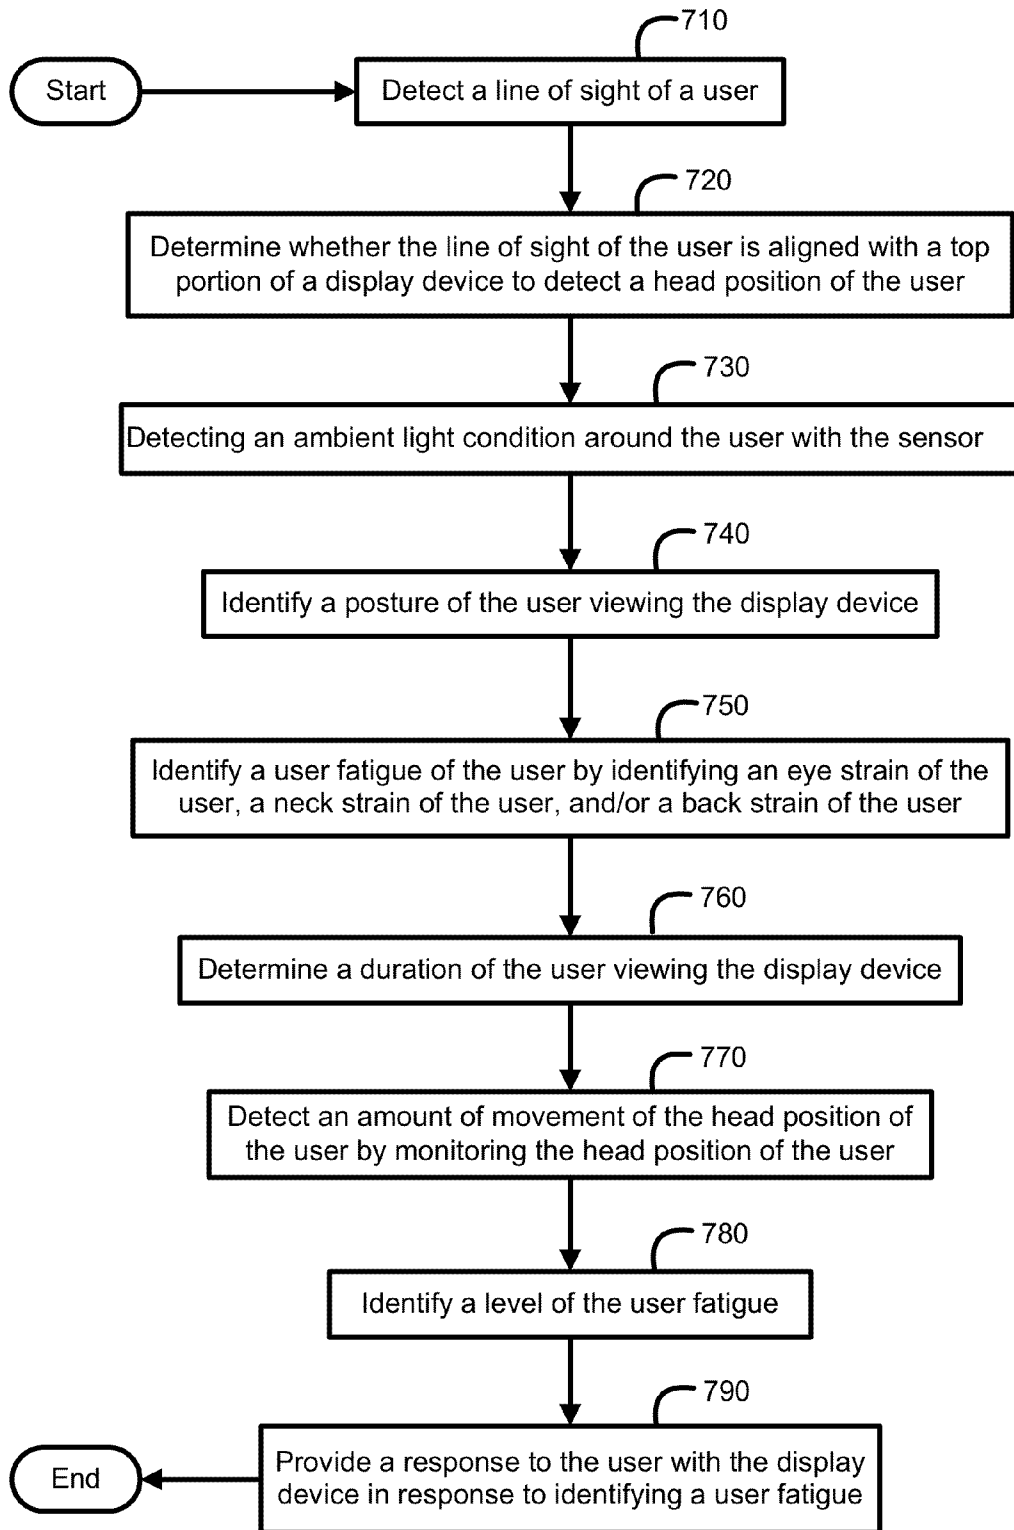 710
Start
Detect a line of sight of a user
720
Determine whether the line of sight of the user is aligned with a top
portion of a display device to detect a head position of the user
730
Detecting an ambient light condition around the user with the sensor
740
Identify a posture of the user viewing the display device
750
Identify a user fatigue of the user by identifying an eye strain of the
user, a neck strain of the user, and/or a back strain of the user
760
Determine a duration of the user viewing the display device
770
Detect an amount of movement of the head position of
the user by monitoring the head position of the user
780
Identify a level of the user fatigue
790
Provide a response to the user with the display
device in response to identifying a user fatigue
End